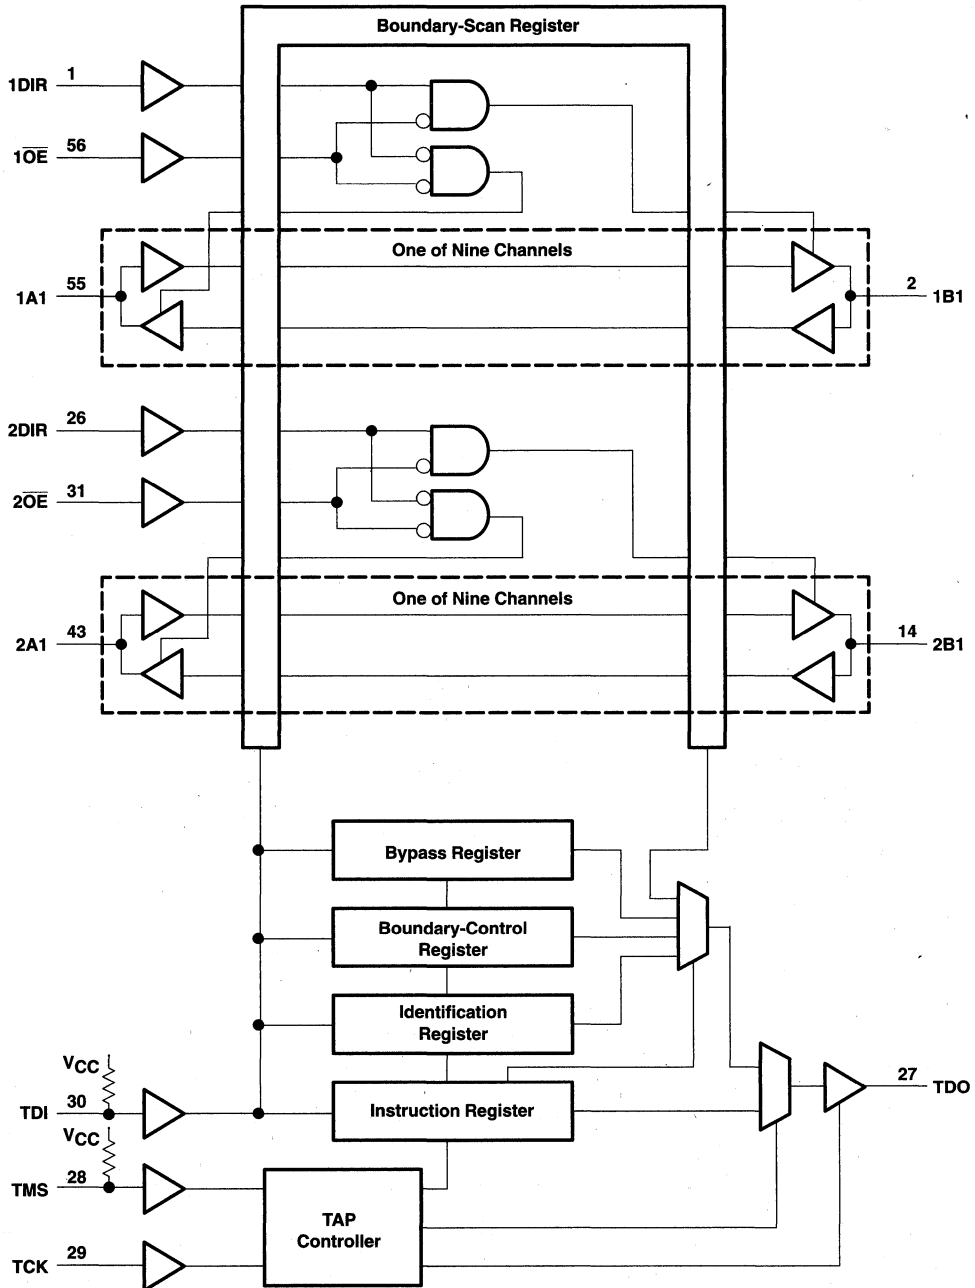 Boundary-Scan Register
1DIR 1
1O̅E̅ 56
One of Nine Channels
1A1 55
2 1B1
2DIR 26
2O̅E̅ 31
One of Nine Channels
2A1 43
14 2B1
Bypass Register
Boundary-Control
Register
Identification
Register
VCC
TDI 30
Instruction Register
27 TDO
VCC
TMS 28
TAP
Controller
TCK 29